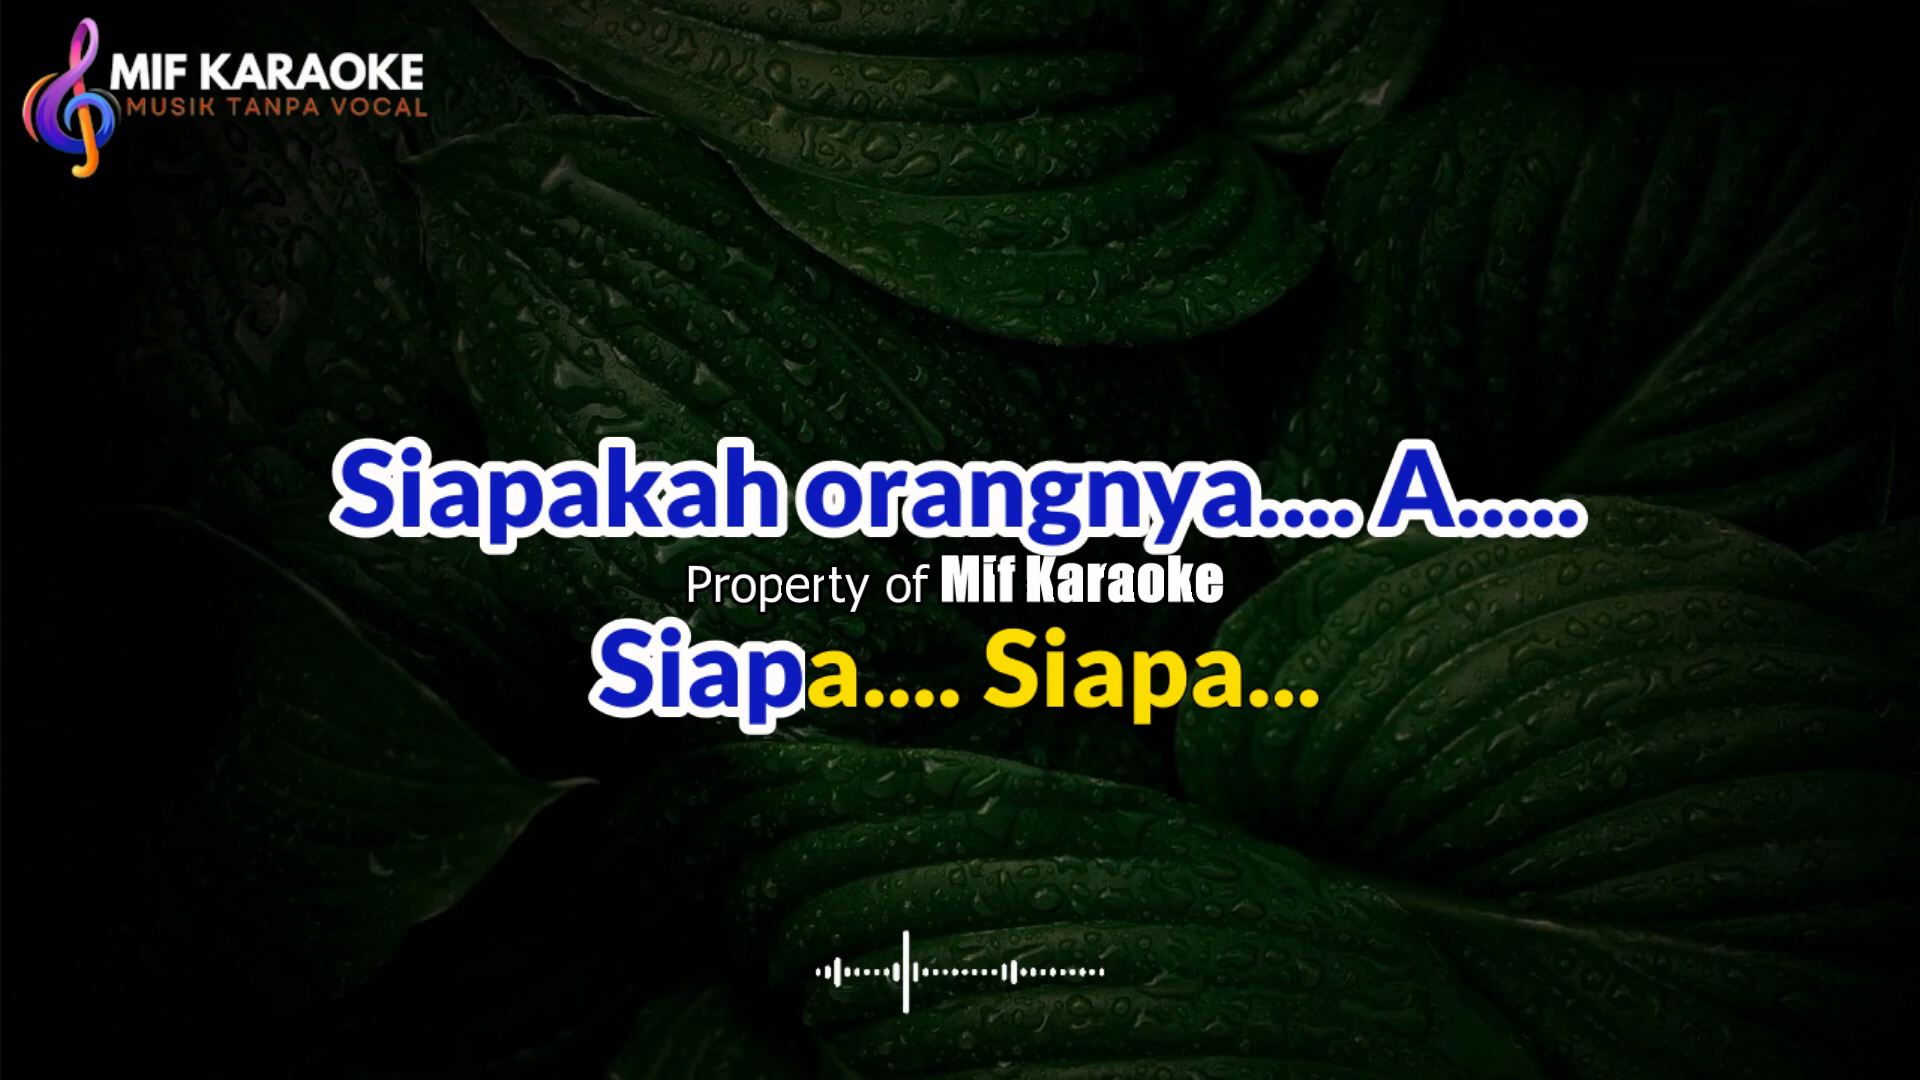 MIF KARAOKE
MUSIK TANPA VOCAL
Siapakah orangnya.... A.....
Property of Mif Karaoke
Siapa.... Siapa...